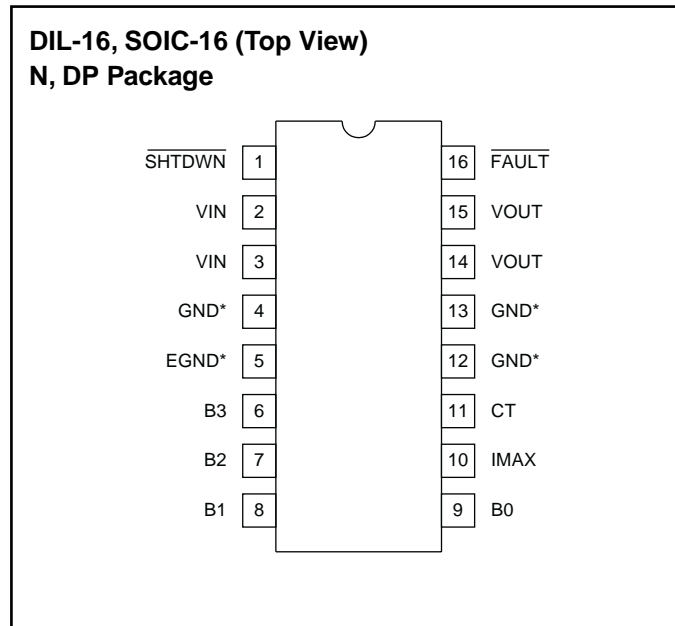 DIL-16, SOIC-16 (Top View)
N, DP Package
SHTDWN 1 16 FAULT
VIN 2 15 VOUT
VIN 3 14 VOUT
GND* 4 13 GND*
EGND* 5 12 GND*
B3 6 11 CT
B2 7 10 IMAX
B1 8 9 B0